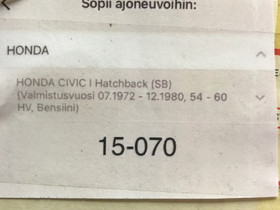 Sopii ajoneuvoihin:
HONDA
HONDA CIVIC I Hatchback (SB)
(Valmistusvuosi 07.1972 - 12.1980, 54 - 60
HV, Bensiini)
15-070